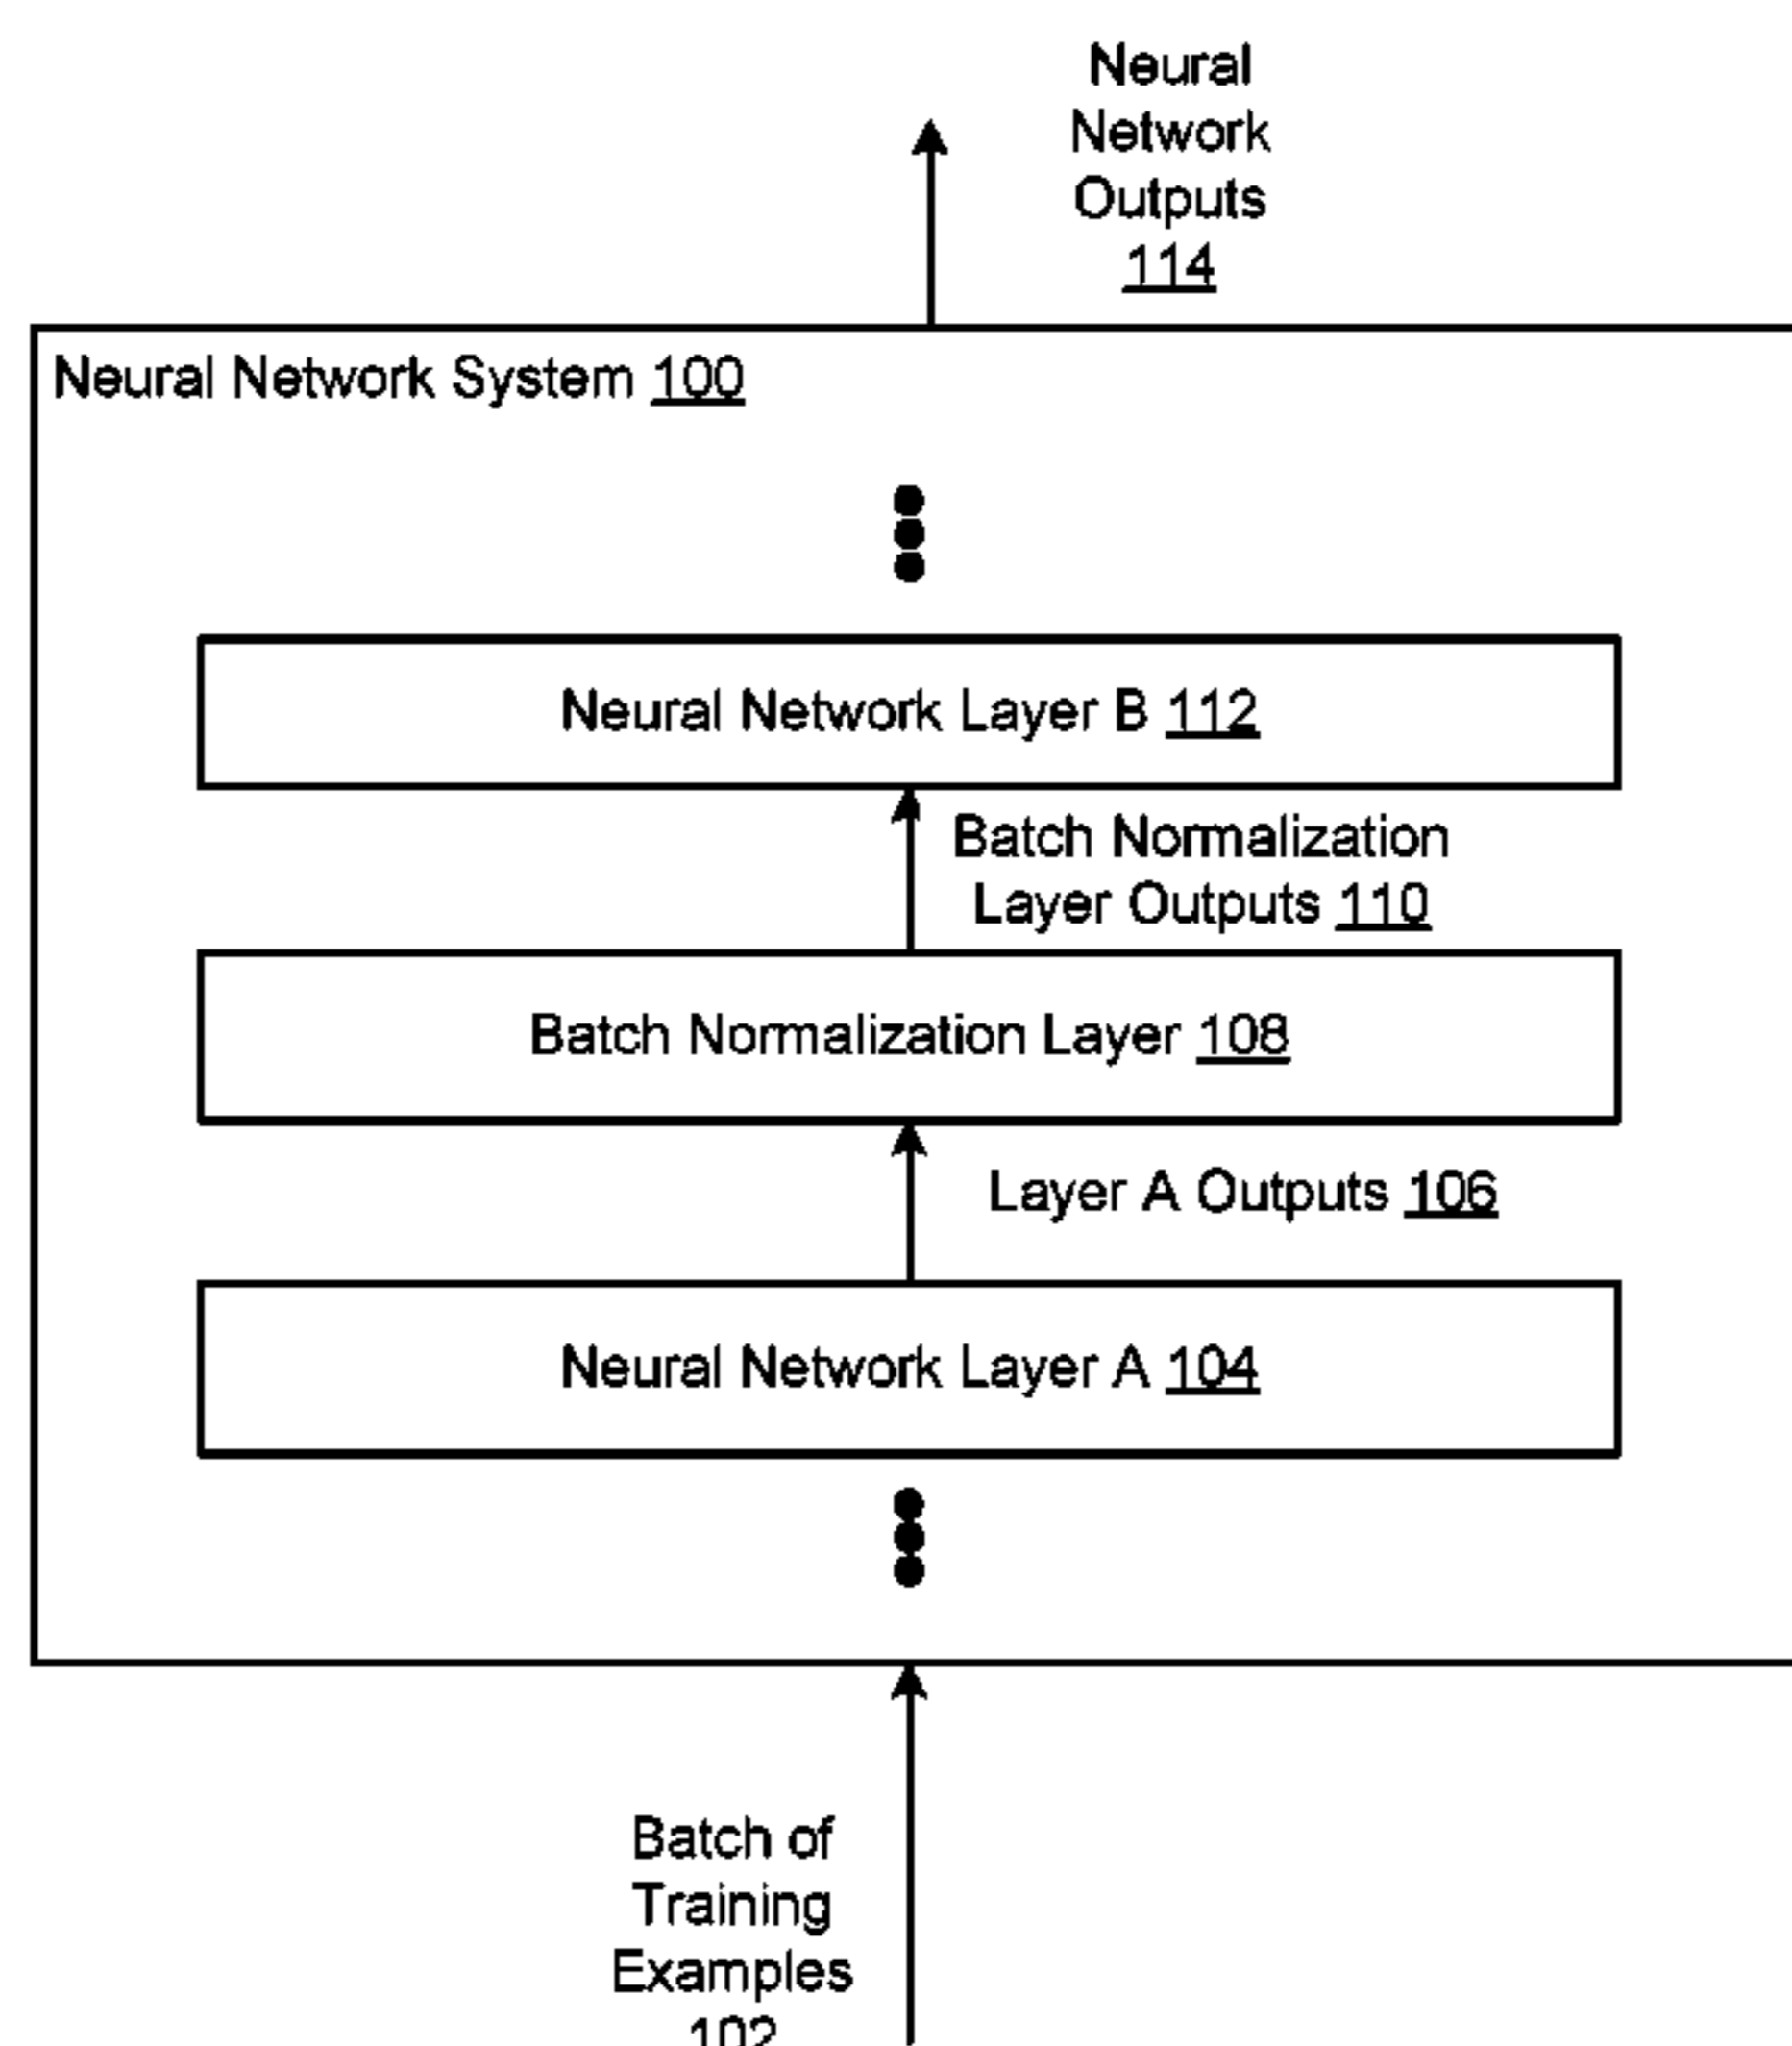 Neural
Network
Outputs
114
Neural Network System 100
Neural Network Layer B 112
Batch Normalization
Layer Outputs 110
Batch Normalization Layer 108
Layer A Outputs 106
Neural Network Layer A 104
Batch of
Training
Examples
102